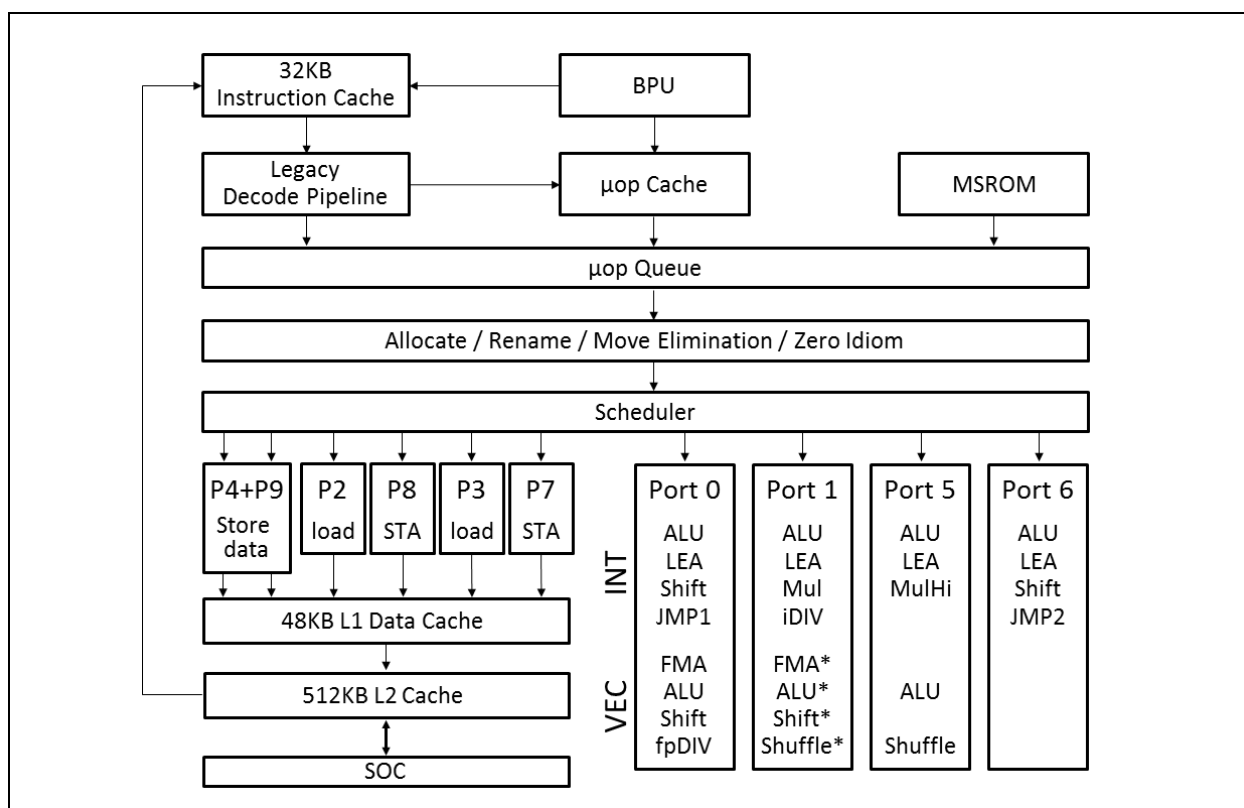 32KB
Instruction Cache
BPU
Legacy
Decode Pipeline
μop Cache
MSROM
μop Queue
Allocate / Rename / Move Elimination / Zero Idiom
Scheduler
P4+P9
Store
data
P2
load
P8
STA
P3
load
P7
STA
48KB L1 Data Cache
512KB L2 Cache
SOC
INT
VEC
Port 0
ALU
LEA
Shift
JMP1
FMA
ALU
Shift
fpDIV
Port 1
ALU
LEA
Mul
iDIV
FMA*
ALU*
Shift*
Shuffle*
Port 5
ALU
LEA
MulHi
ALU
Shuffle
Port 6
ALU
LEA
Shift
JMP2